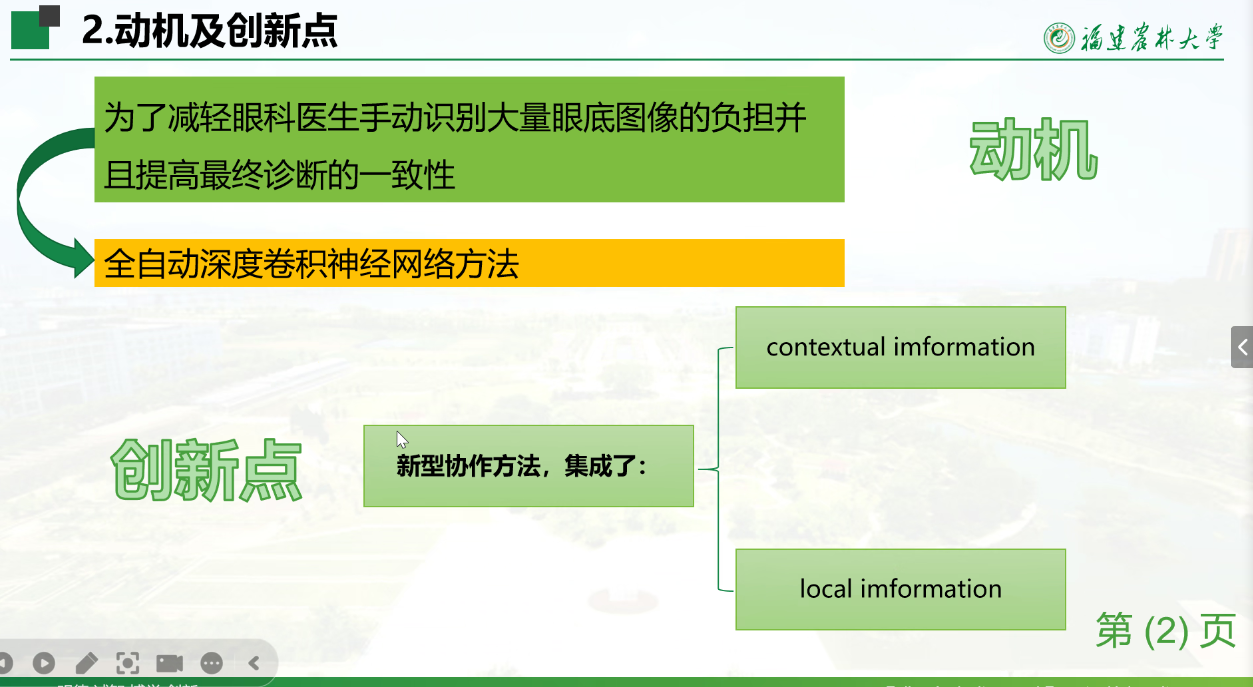 2.动机及创新点
福建农林大学
为了减轻眼科医生手动识别大量眼底图像的负担并
且提高最终诊断的一致性
动机
全自动深度卷积神经网络方法
contextual imformation
创新点
新型协作方法，集成了：
local imformation
第 (2) 页